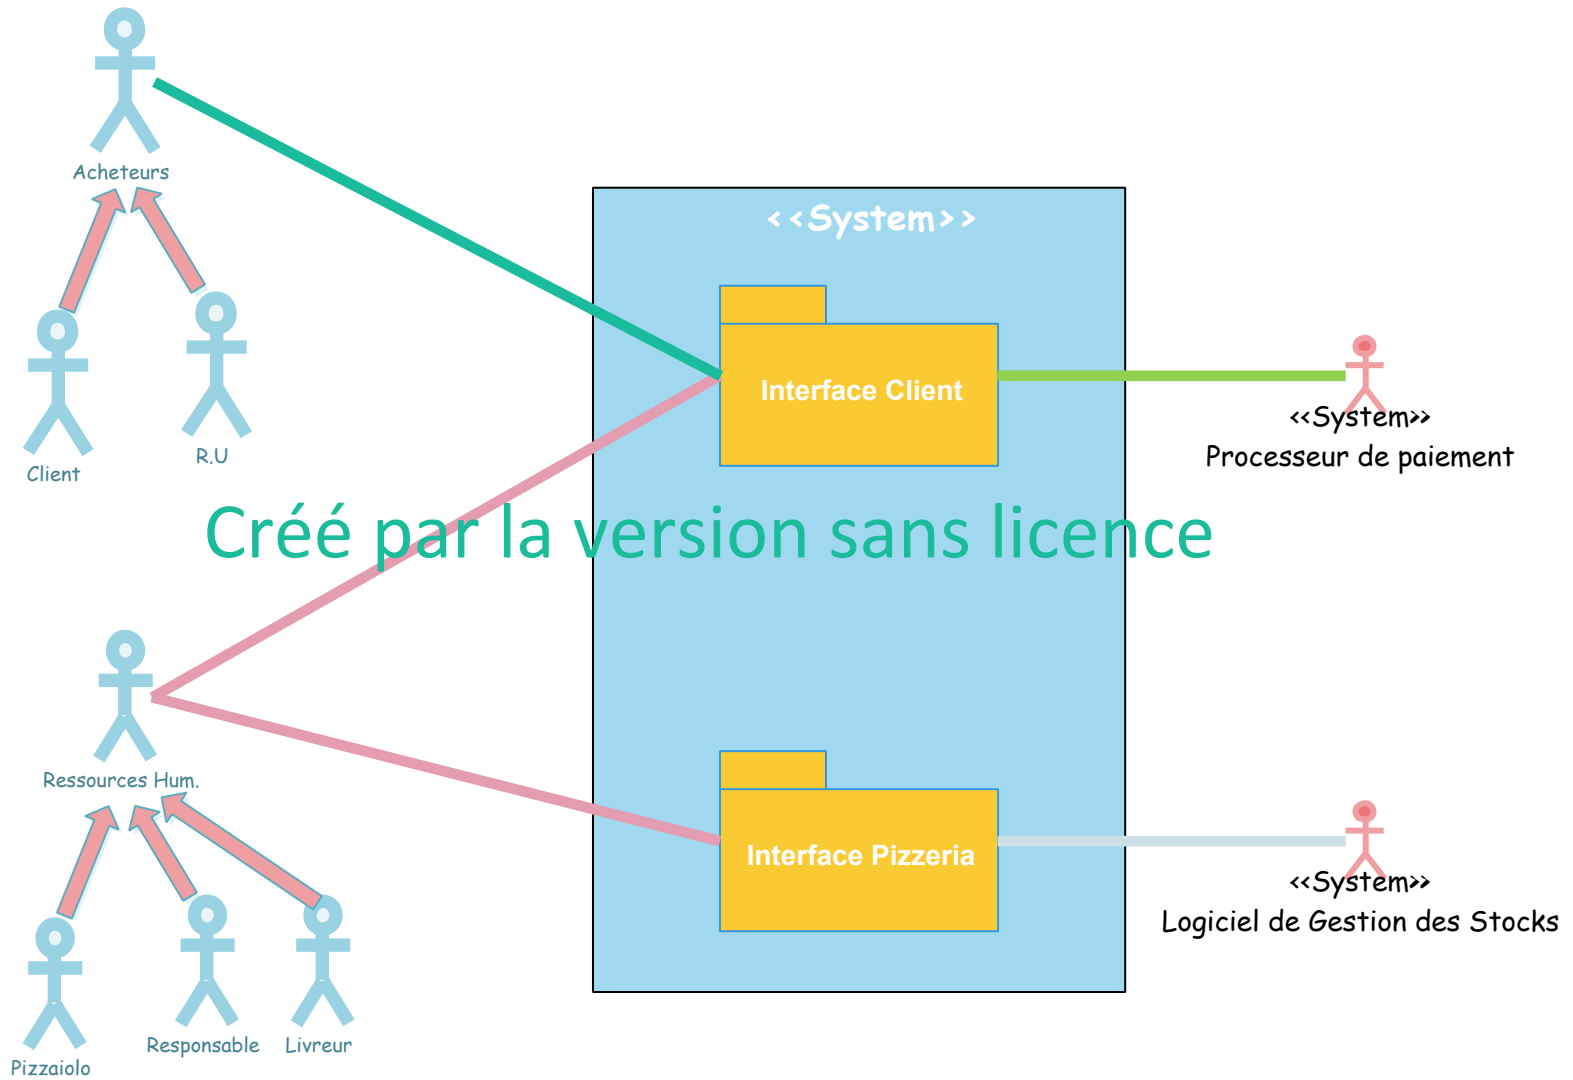 Acheteurs
<<System>>
Interface Client
<<System>>
Processeur de paiement
R.U
Client
Créé par la version sans licence
Ressources Hum.
Interface Pizzeria
<<System>>
Logiciel de Gestion des Stocks
Responsable
Livreur
Pizzaiolo